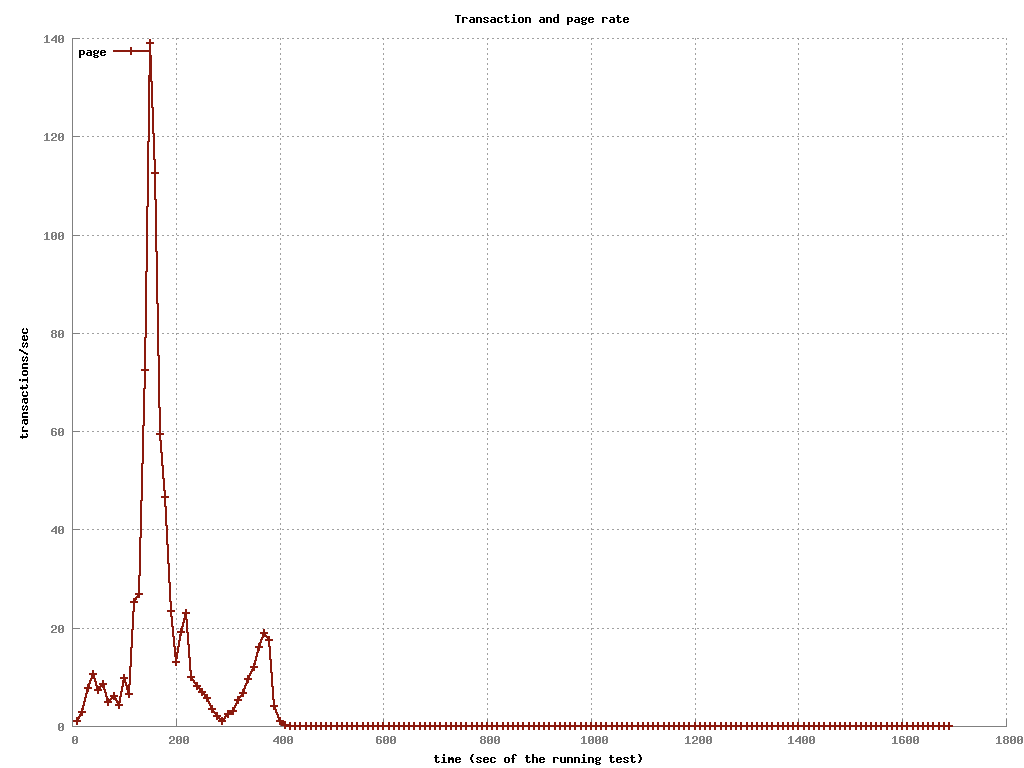 Transaction and page rate
page
140
120
100
80
60
40
20
0
transactions/sec
0 200 400 600 800 1000 1200 1400 1600 1800
time (sec of the running test)